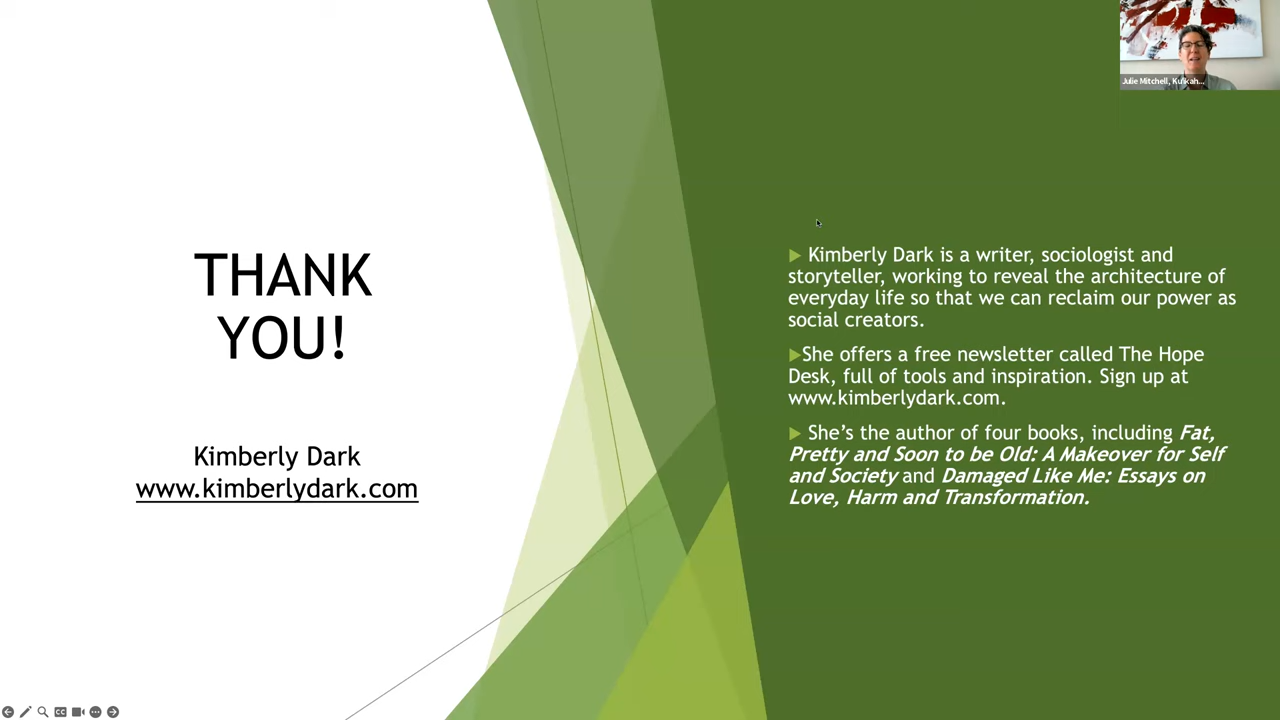 Julie Mitchell, Ku'ikah...
THANK
YOU!
Kimberly Dark
www.kimberlydark.com
Kimberly Dark is a writer, sociologist and
storyteller, working to reveal the architecture of
everyday life so that we can reclaim our power as
social creators.
She offers a free newsletter called The Hope
Desk, full of tools and inspiration. Sign up at
www.kimberlydark.com.
She’s the author of four books, including Fat,
Pretty and Soon to be Old: A Makeover for Self
and Society and Damaged Like Me: Essays on
Love, Harm and Transformation.
CC